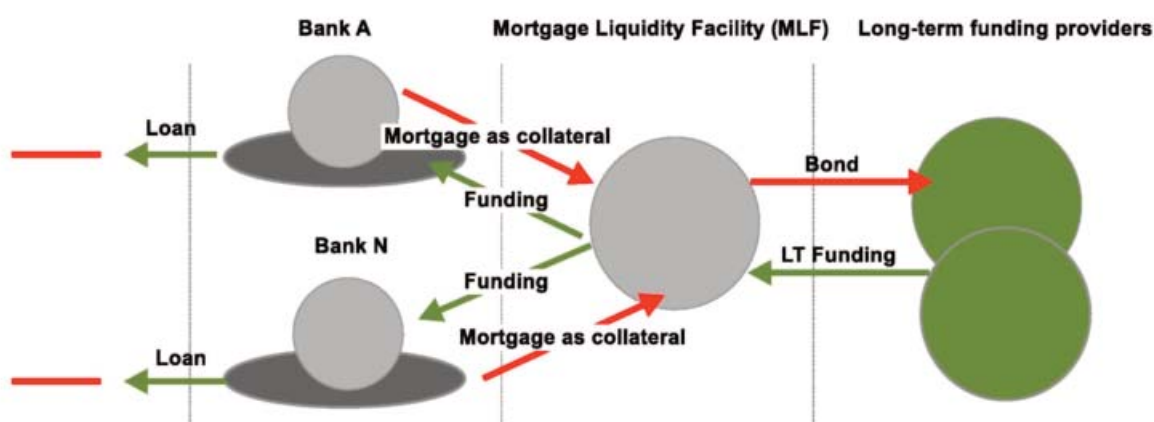 Bank A
Mortgage Liquidity Facility (MLF)
Long-term funding providers
Loan
Mortgage as collateral
Bond
Funding
Bank N
LT Funding
Funding
Mortgage as collateral
Loan